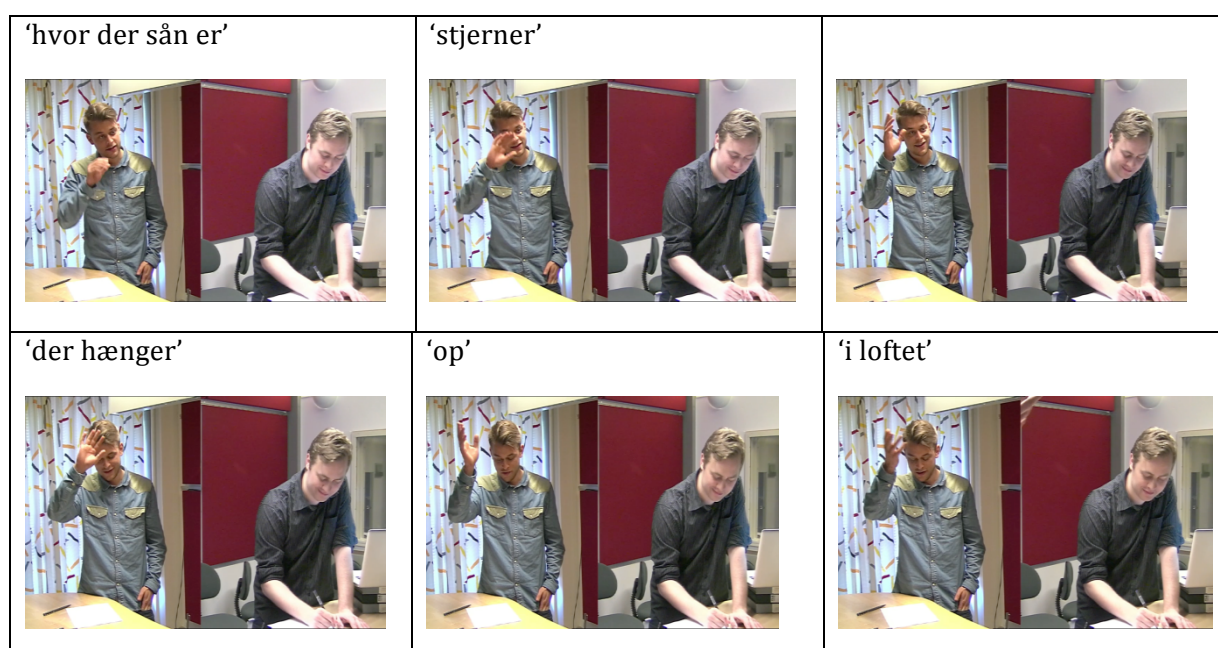 ‘hvor der sån er’
‘stjerner’
‘der hænger’
‘op’
‘i loftet’